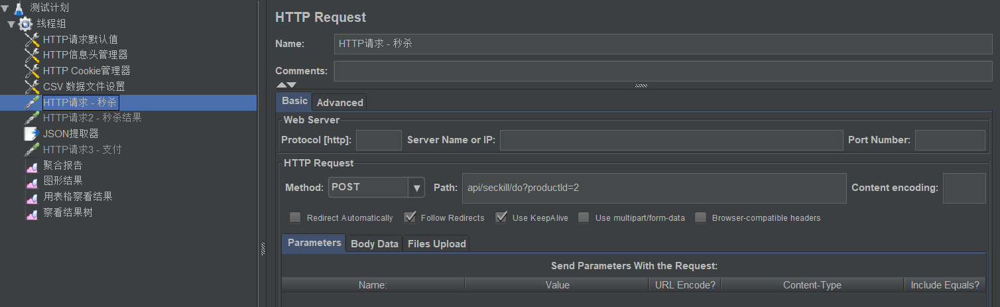 测试计划
线程组
HTTP请求默认值
HTTP信息头管理器
HTTP Cookie管理器
CSV 数据文件设置
HTTP请求 - 秒杀
HTTP请求2 - 秒杀结果
JSON提取器
HTTP请求3 - 支付
聚合报告
图形结果
用表格察看结果
察看结果树
HTTP Request
Name: HTTP请求 - 秒杀
Comments:
Basic Advanced
Web Server
Protocol [http]: Server Name or IP: Port Number:
HTTP Request
Method: POST Path: api/seckill/do?productId=2 Content encoding:
Redirect Automatically Follow Redirects Use KeepAlive Use multipart/form-data Browser-compatible headers
Parameters Body Data Files Upload
Send Parameters With the Request:
Name: Value URL Encode? Content-Type Include Equals?